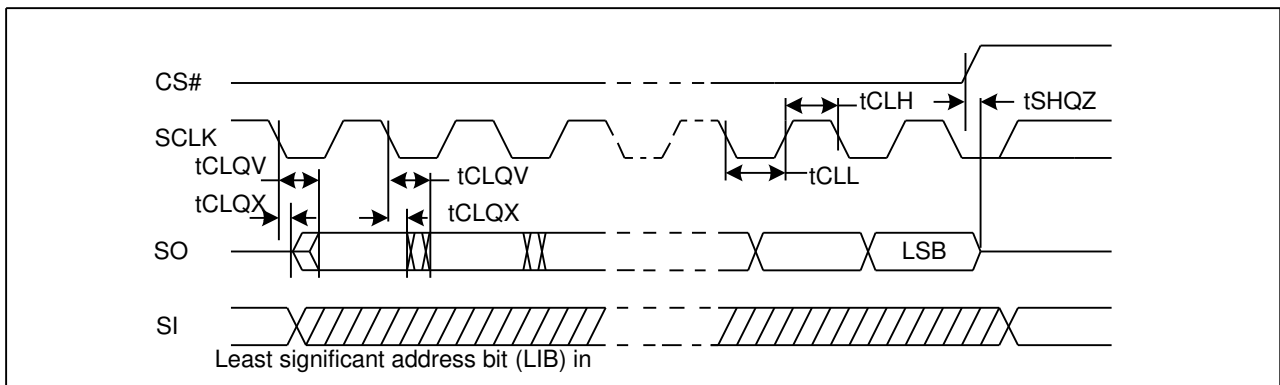 CS#
tCLH
tSHQZ
SCLK
tCLQV
tCLQV
tCLL
tCLQX
tCLQX
SO
LSB
SI
Least significant address bit (LIB) in